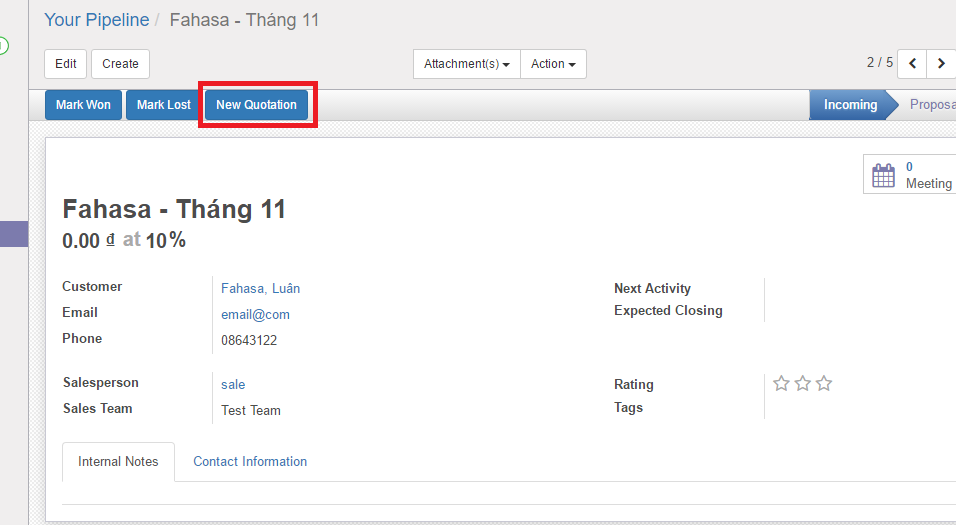 Your Pipeline / Fahasa - Tháng 11
Edit Create Attachment(s) Action 2 / 5
Mark Won Mark Lost New Quotation Incoming Proposa
0
Meeting
Fahasa - Tháng 11
0.00 ₫ at 10%
Customer Fahasa, Luân
Email email@com
Phone 08643122
Next Activity
Expected Closing
Salesperson sale
Sales Team Test Team
Rating
Tags
Internal Notes Contact Information